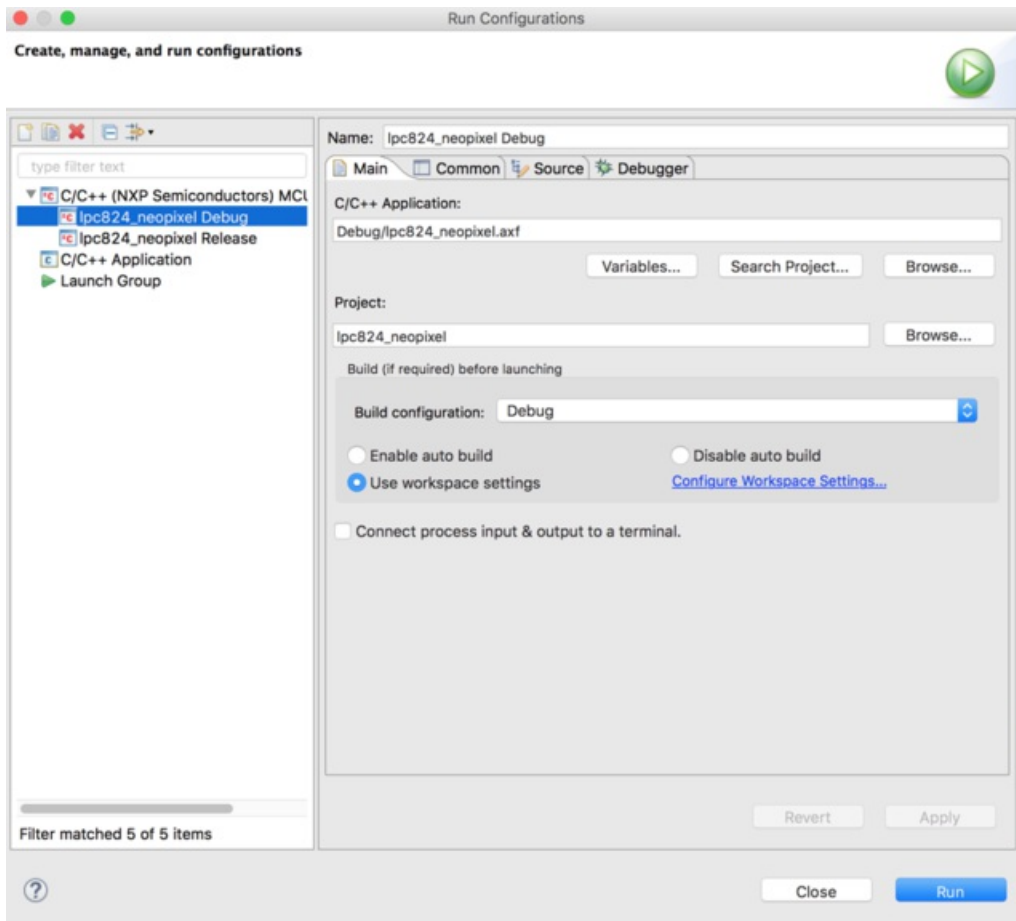 Run Configurations
Create, manage, and run configurations
type filter text
C/C++ (NXP Semiconductors) MCU
lpc824_neopixel Debug
lpc824_neopixel Release
C/C++ Application
Launch Group
Filter matched 5 of 5 items
Name: lpc824_neopixel Debug
Main Common Source Debugger
C/C++ Application:
Debug/lpc824_neopixel.axf
Variables... Search Project... Browse...
Project:
lpc824_neopixel Browse...
Build (if required) before launching
Build configuration: Debug
Enable auto build Disable auto build
Use workspace settings Configure Workspace Settings...
Connect process input & output to a terminal.
Revert Apply
? Close Run